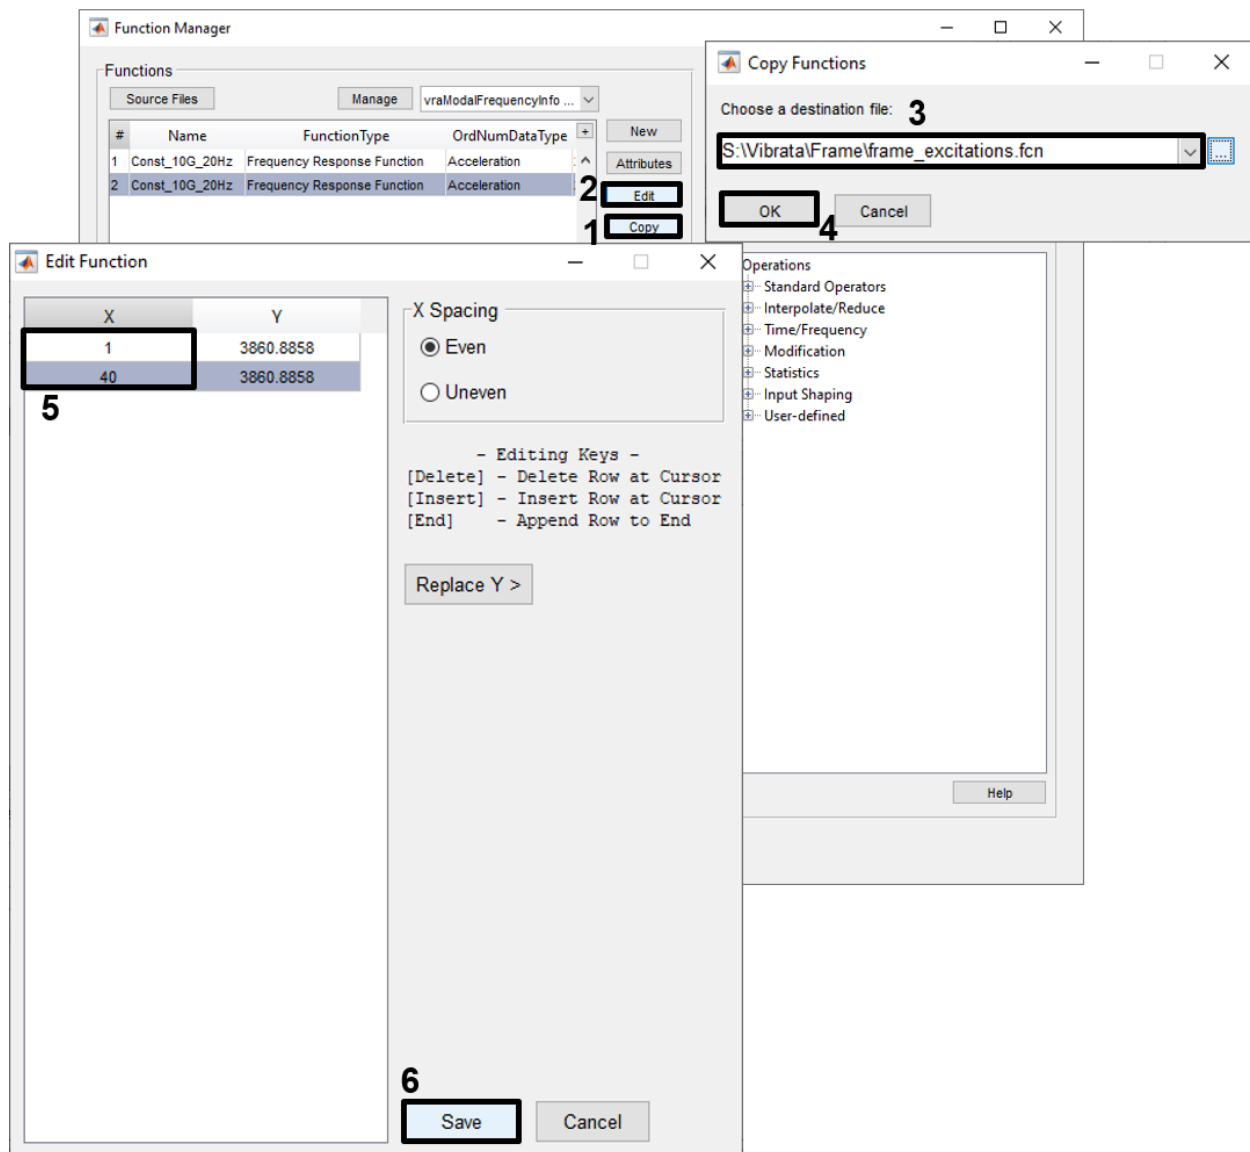 Function Manager
Functions
Source Files
Manage
vraModalFrequencyInfo ...
# Name FunctionType OrdNumDataType +
1 Const_10G_20Hz Frequency Response Function Acceleration
2 Const_10G_20Hz Frequency Response Function Acceleration
New
Attributes
2
Edit
1
Copy
Copy Functions
Choose a destination file:
3
S:\Vibrata\Frame\frame_excitations.fcn
...
OK
4
Cancel
Operations
Standard Operators
Interpolate/Reduce
Time/Frequency
Modification
Statistics
Input Shaping
User-defined
Help
Edit Function
X Y
1 3860.8858
40 3860.8858
5
X Spacing
Even
Uneven
- Editing Keys -
[Delete] - Delete Row at Cursor
[Insert] - Insert Row at Cursor
[End] - Append Row to End
Replace Y >
6
Save
Cancel